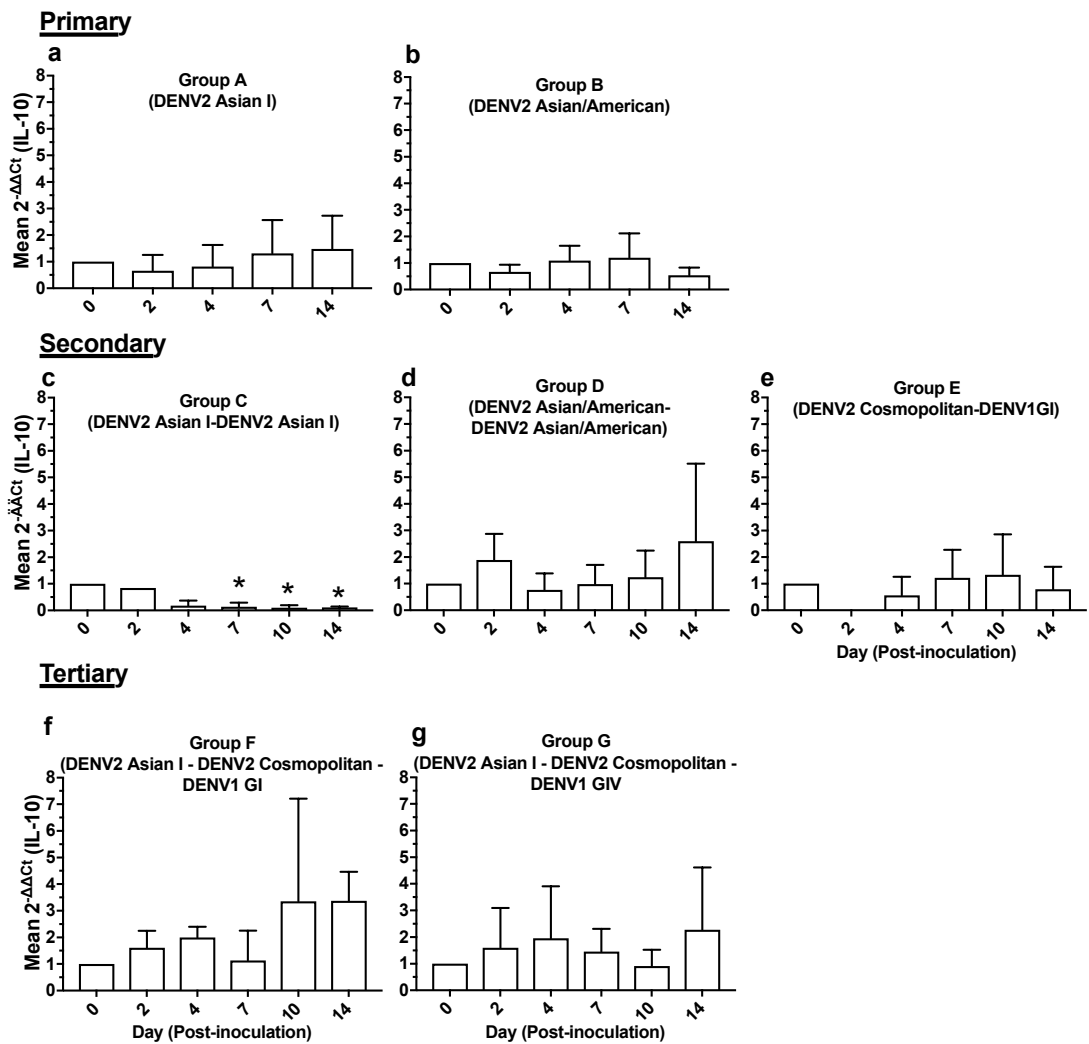 Primary
a
Group A
(DENV2 Asian I)
Mean 2^-ΔΔCt (IL-10)
8
7
6
5
4
3
2
1
0
0 2 4 7 14
b
Group B
(DENV2 Asian/American)
8
7
6
5
4
3
2
1
0
0 2 4 7 14
Secondary
c
Group C
(DENV2 Asian I-DENV2 Asian I)
Mean 2^-ÄÄCt (IL-10)
8
7
6
5
4
3
2
1
0
* * *
0 2 4 7 10 14
d
Group D
(DENV2 Asian/American-
DENV2 Asian/American)
8
7
6
5
4
3
2
1
0
0 2 4 7 10 14
e
Group E
(DENV2 Cosmopolitan-DENV1GI)
8
7
6
5
4
3
2
1
0
0 2 4 7 10 14
Day (Post-inoculation)
Tertiary
f
Group F
(DENV2 Asian I - DENV2 Cosmopolitan -
DENV1 GI
Mean 2^-ΔΔCt (IL-10)
8
7
6
5
4
3
2
1
0
0 2 4 7 10 14
Day (Post-inoculation)
g
Group G
(DENV2 Asian I - DENV2 Cosmopolitan -
DENV1 GIV
8
7
6
5
4
3
2
1
0
0 2 4 7 10 14
Day (Post-inoculation)